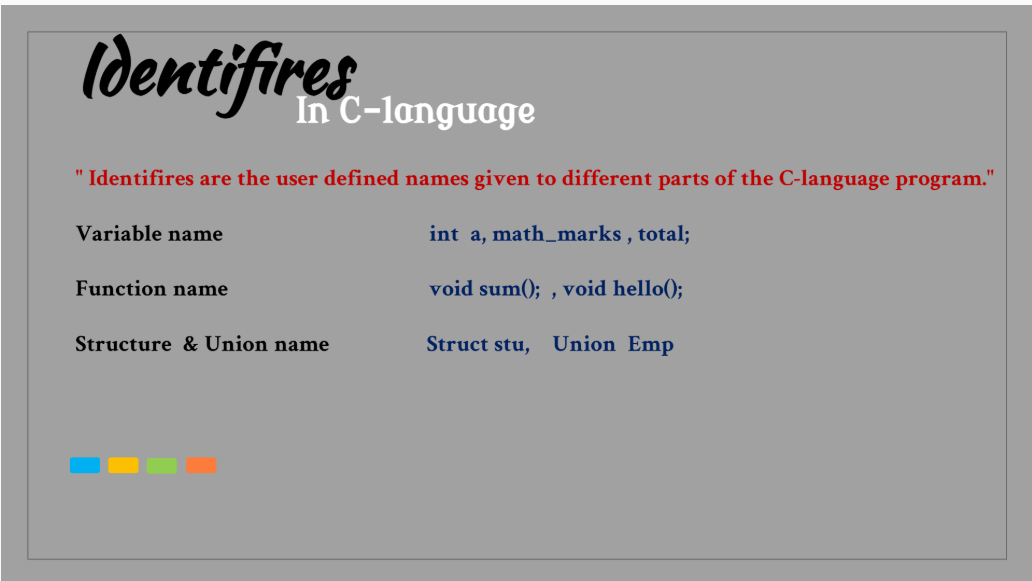 Identifires
In C-language
" Identifires are the user defined names given to different parts of the C-language program."
Variable name int a, math_marks , total;
Function name void sum(); , void hello();
Structure & Union name Struct stu, Union Emp